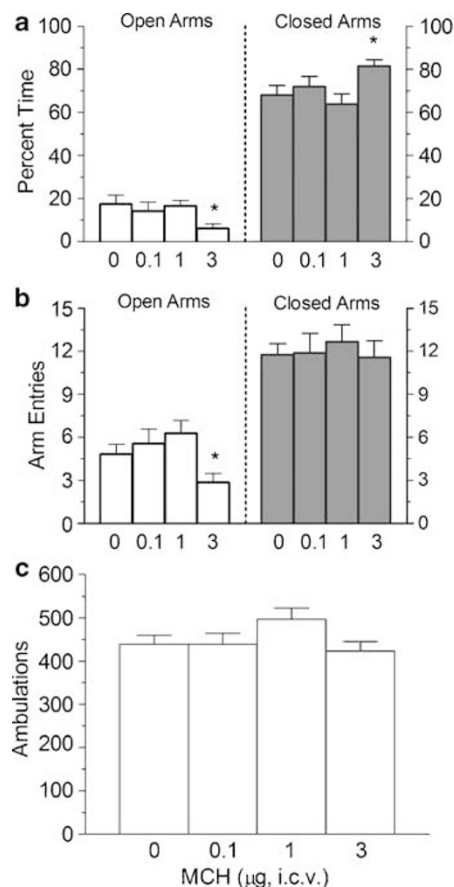 a
Open Arms Closed Arms
Percent Time
100 100
80 80
60 60
40 40
20 20
0 0
* *
0 0.1 1 3 0 0.1 1 3
b
Open Arms Closed Arms
Arm Entries
15 15
12 12
9 9
6 6
3 3
0 0
*
0 0.1 1 3 0 0.1 1 3
c
Ambulations
600
500
400
300
200
100
0
0 0.1 1 3
MCH (μg, i.c.v.)